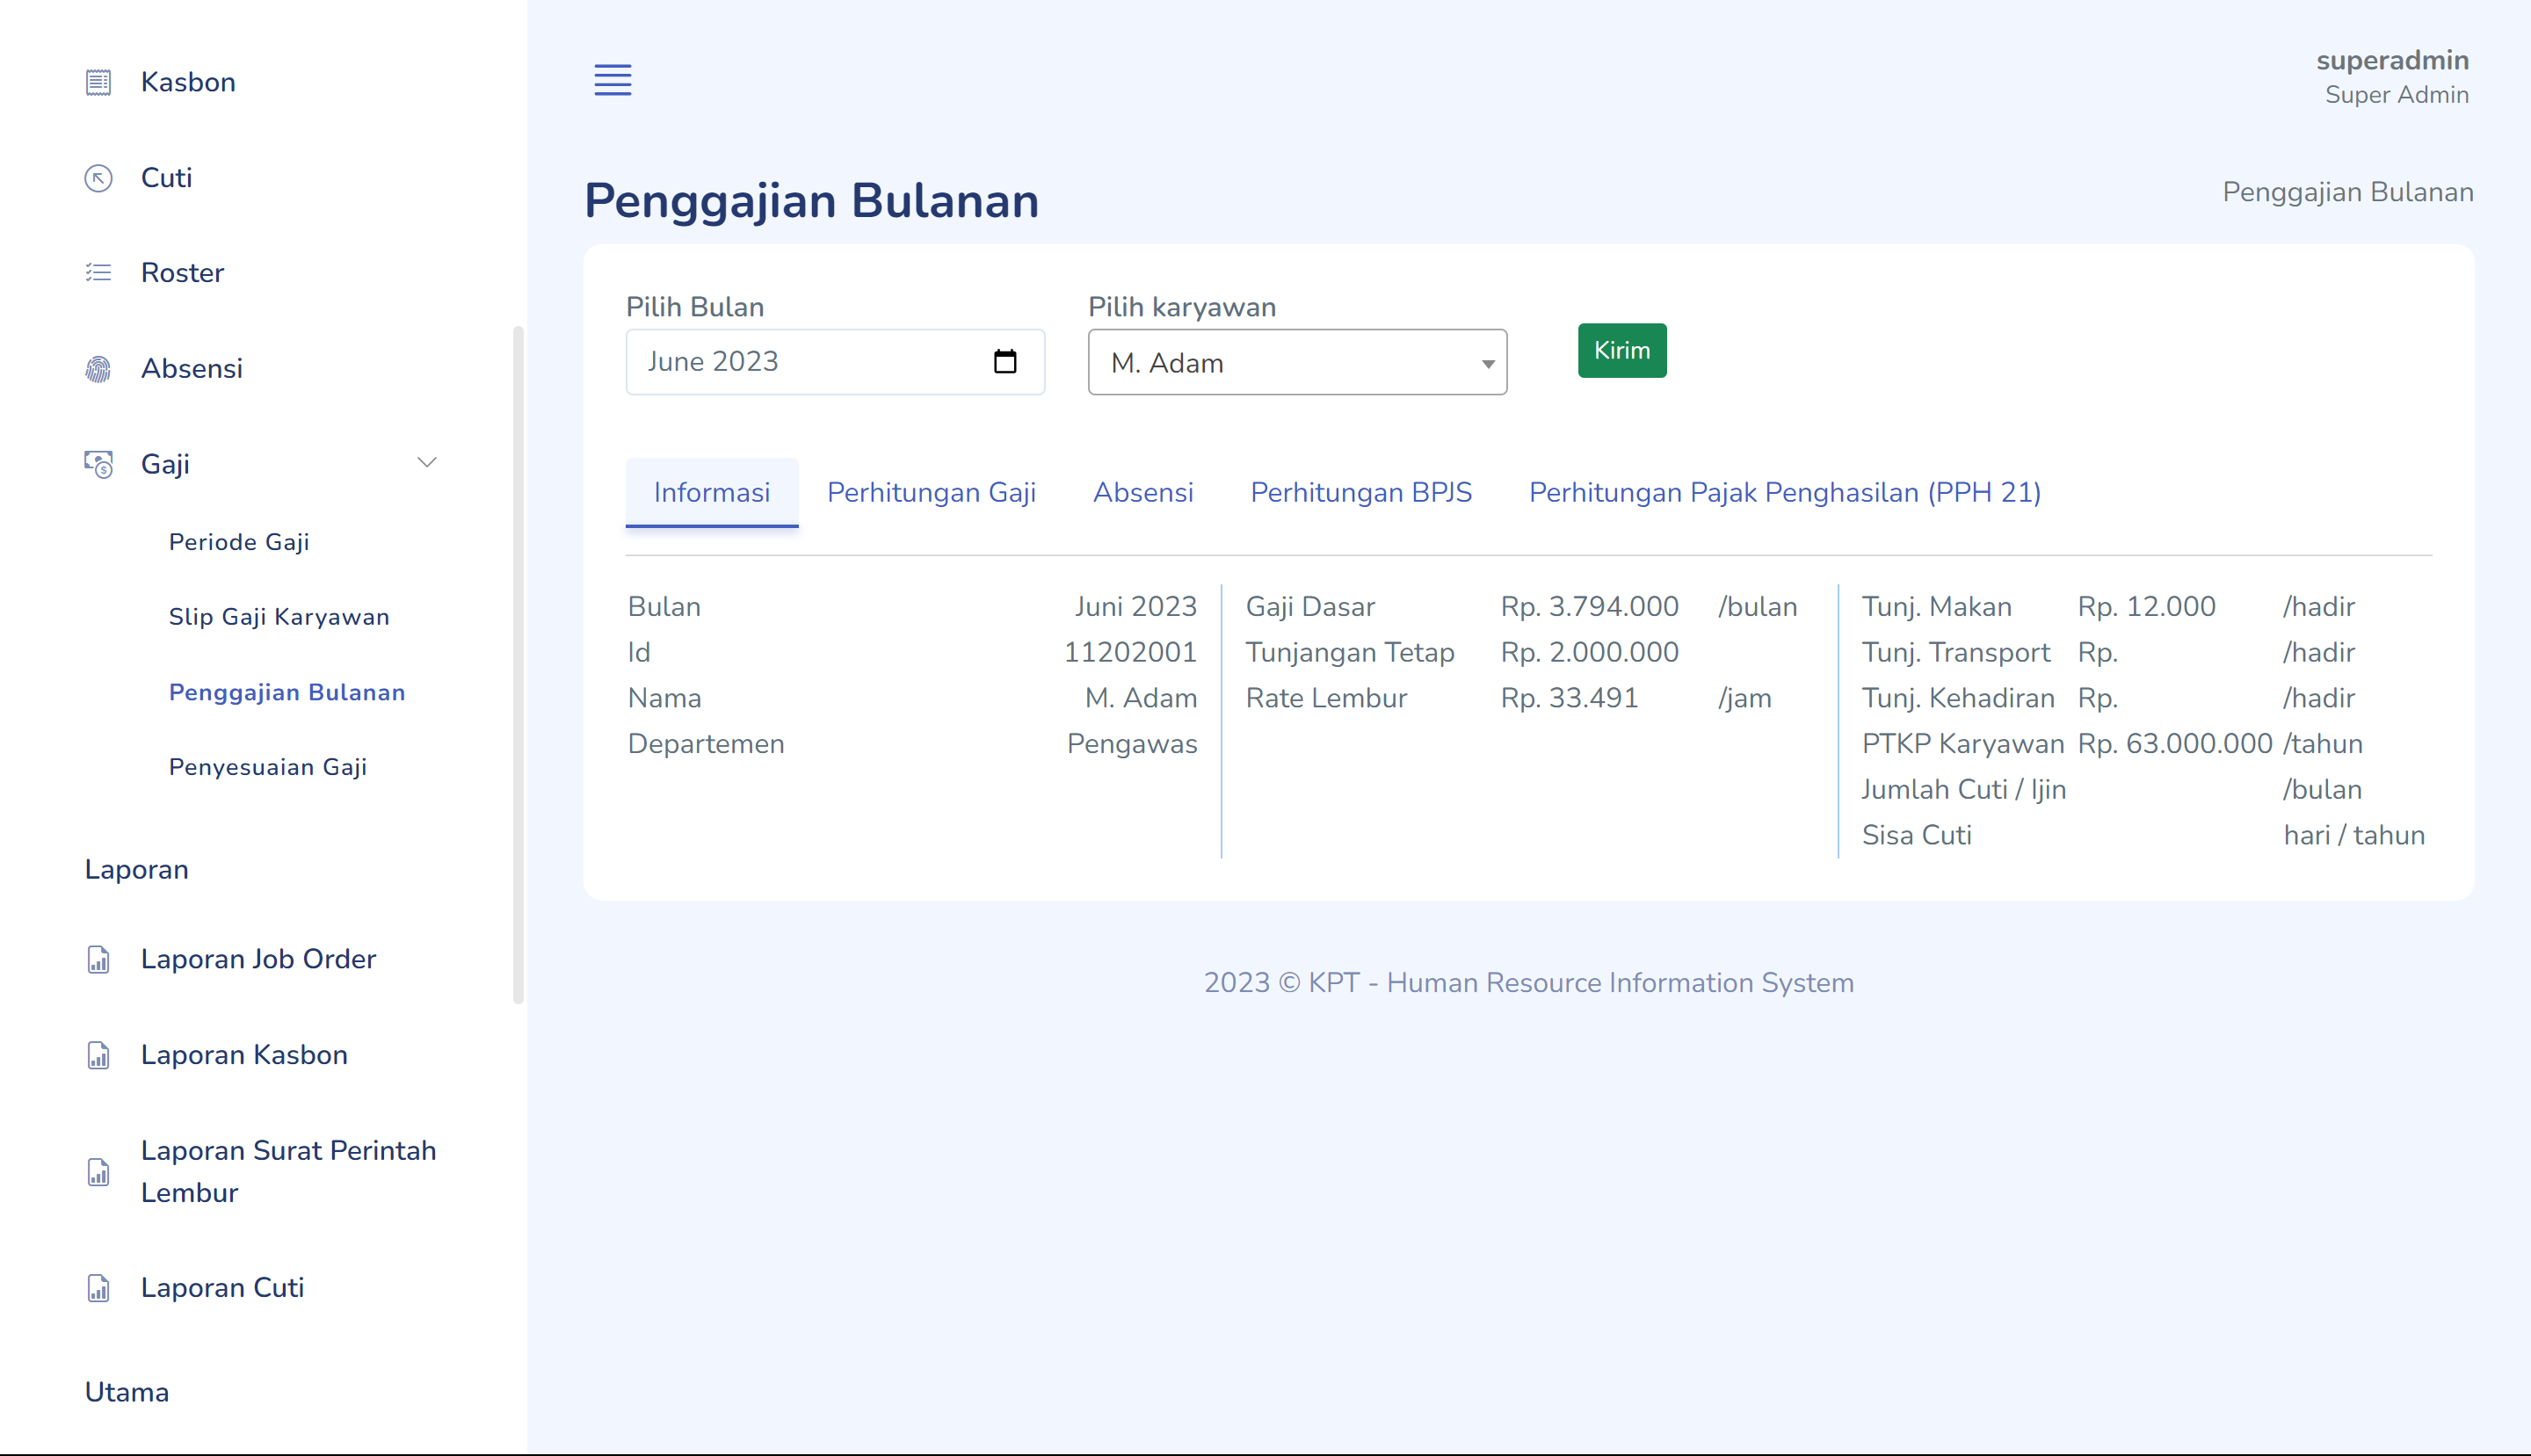 Kasbon
Cuti
Roster
Absensi
Gaji
Periode Gaji
Slip Gaji Karyawan
Penggajian Bulanan
Penyesuaian Gaji
Laporan
Laporan Job Order
Laporan Kasbon
Laporan Surat Perintah
Lembur
Laporan Cuti
Utama
superadmin
Super Admin
Penggajian Bulanan
Penggajian Bulanan
Pilih Bulan
June 2023
Pilih karyawan
M. Adam
Kirim
Informasi Perhitungan Gaji Absensi Perhitungan BPJS Perhitungan Pajak Penghasilan (PPH 21)
Bulan Juni 2023
Id 11202001
Nama M. Adam
Departemen Pengawas
Gaji Dasar Rp. 3.794.000 /bulan
Tunjangan Tetap Rp. 2.000.000
Rate Lembur Rp. 33.491 /jam
Tunj. Makan Rp. 12.000 /hadir
Tunj. Transport Rp. /hadir
Tunj. Kehadiran Rp. /hadir
PTKP Karyawan Rp. 63.000.000 /tahun
Jumlah Cuti / Ijin /bulan
Sisa Cuti hari / tahun
2023 © KPT - Human Resource Information System